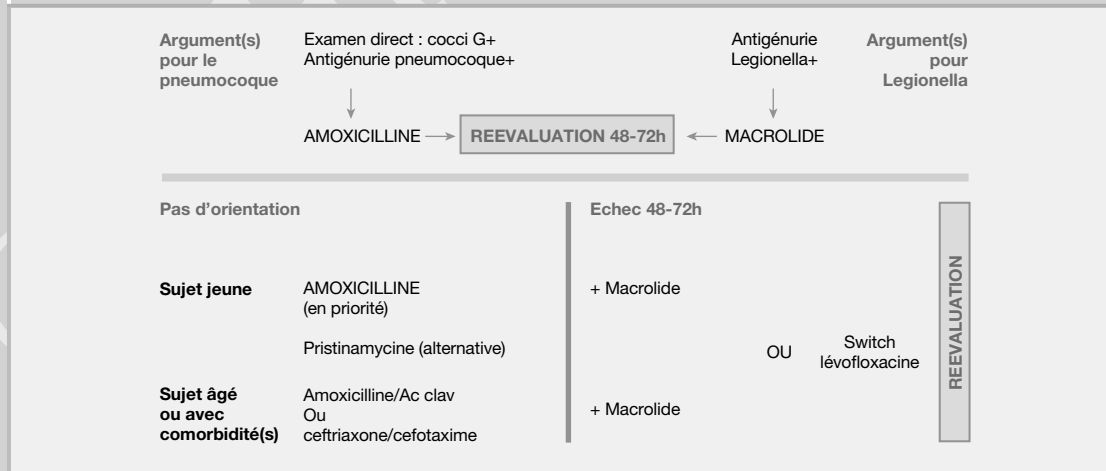 Argument(s)
pour le
pneumocoque
Examen direct : cocci G+
Antigénurie pneumocoque+
Antigénurie
Legionella+
Argument(s)
pour
Legionella
AMOXICILLINE
REEVALUATION 48-72h
MACROLIDE
Pas d'orientation
Echec 48-72h
Sujet jeune
AMOXICILLINE
(en priorité)
+ Macrolide
Pristinamycine (alternative)
OU
Switch
lévofloxacine
Sujet âgé
ou avec
comorbidité(s)
Amoxicilline/Ac clav
Ou
ceftriaxone/cefotaxime
+ Macrolide
REEVALUATION